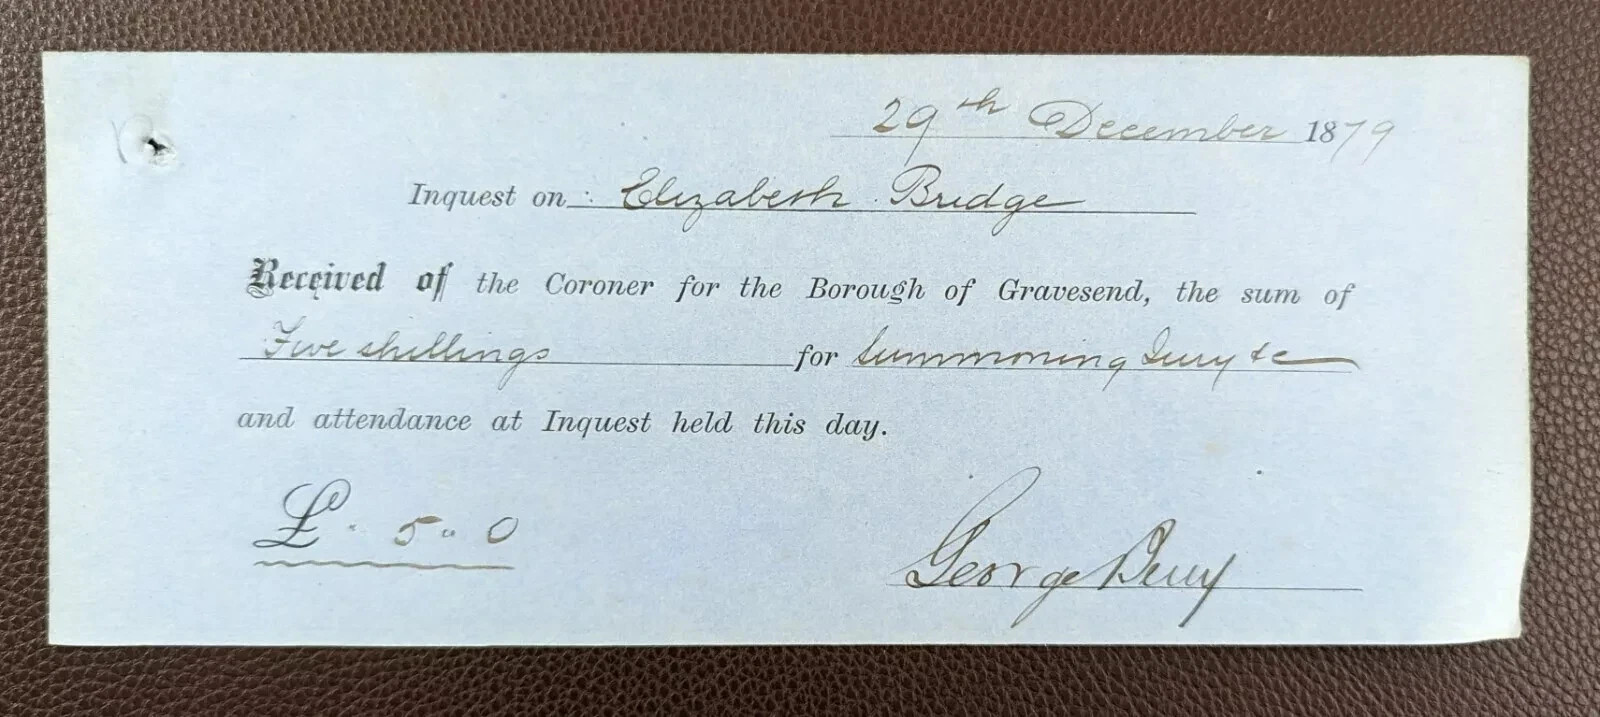 29th December 1879
Inquest on : Elizabeth Bridge
Received of the Coroner for the Borough of Gravesend, the sum of
Five shillings for Summoning Jury &c
and attendance at Inquest held this day.
£ " 5 " 0
George